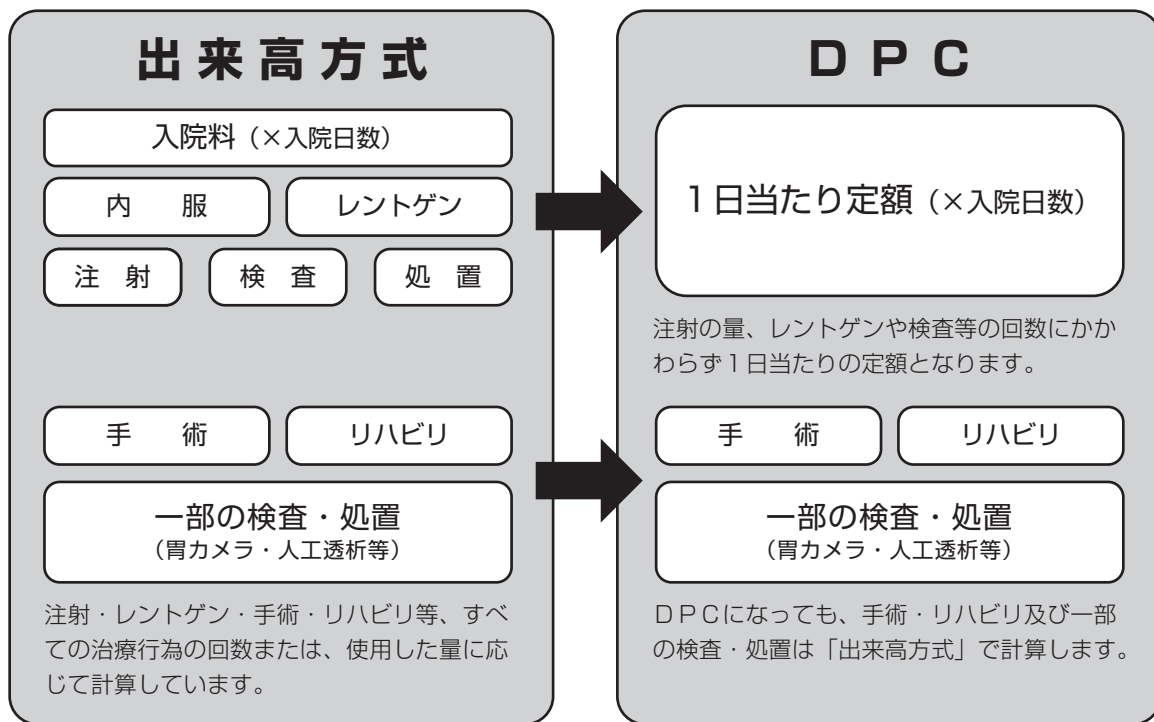 出来高方式
入院料（×入院日数）
内　服
レントゲン
注　射
検　査
処　置
手　術
リハビリ
一部の検査・処置
（胃カメラ・人工透析等）
注射・レントゲン・手術・リハビリ等、すべ
ての治療行為の回数または、使用した量に応
じて計算しています。
ＤＰＣ
１日当たり定額（×入院日数）
注射の量、レントゲンや検査等の回数にかか
わらず１日当たりの定額となります。
手　術
リハビリ
一部の検査・処置
（胃カメラ・人工透析等）
ＤＰＣになっても、手術・リハビリ及び一部
の検査・処置は「出来高方式」で計算します。